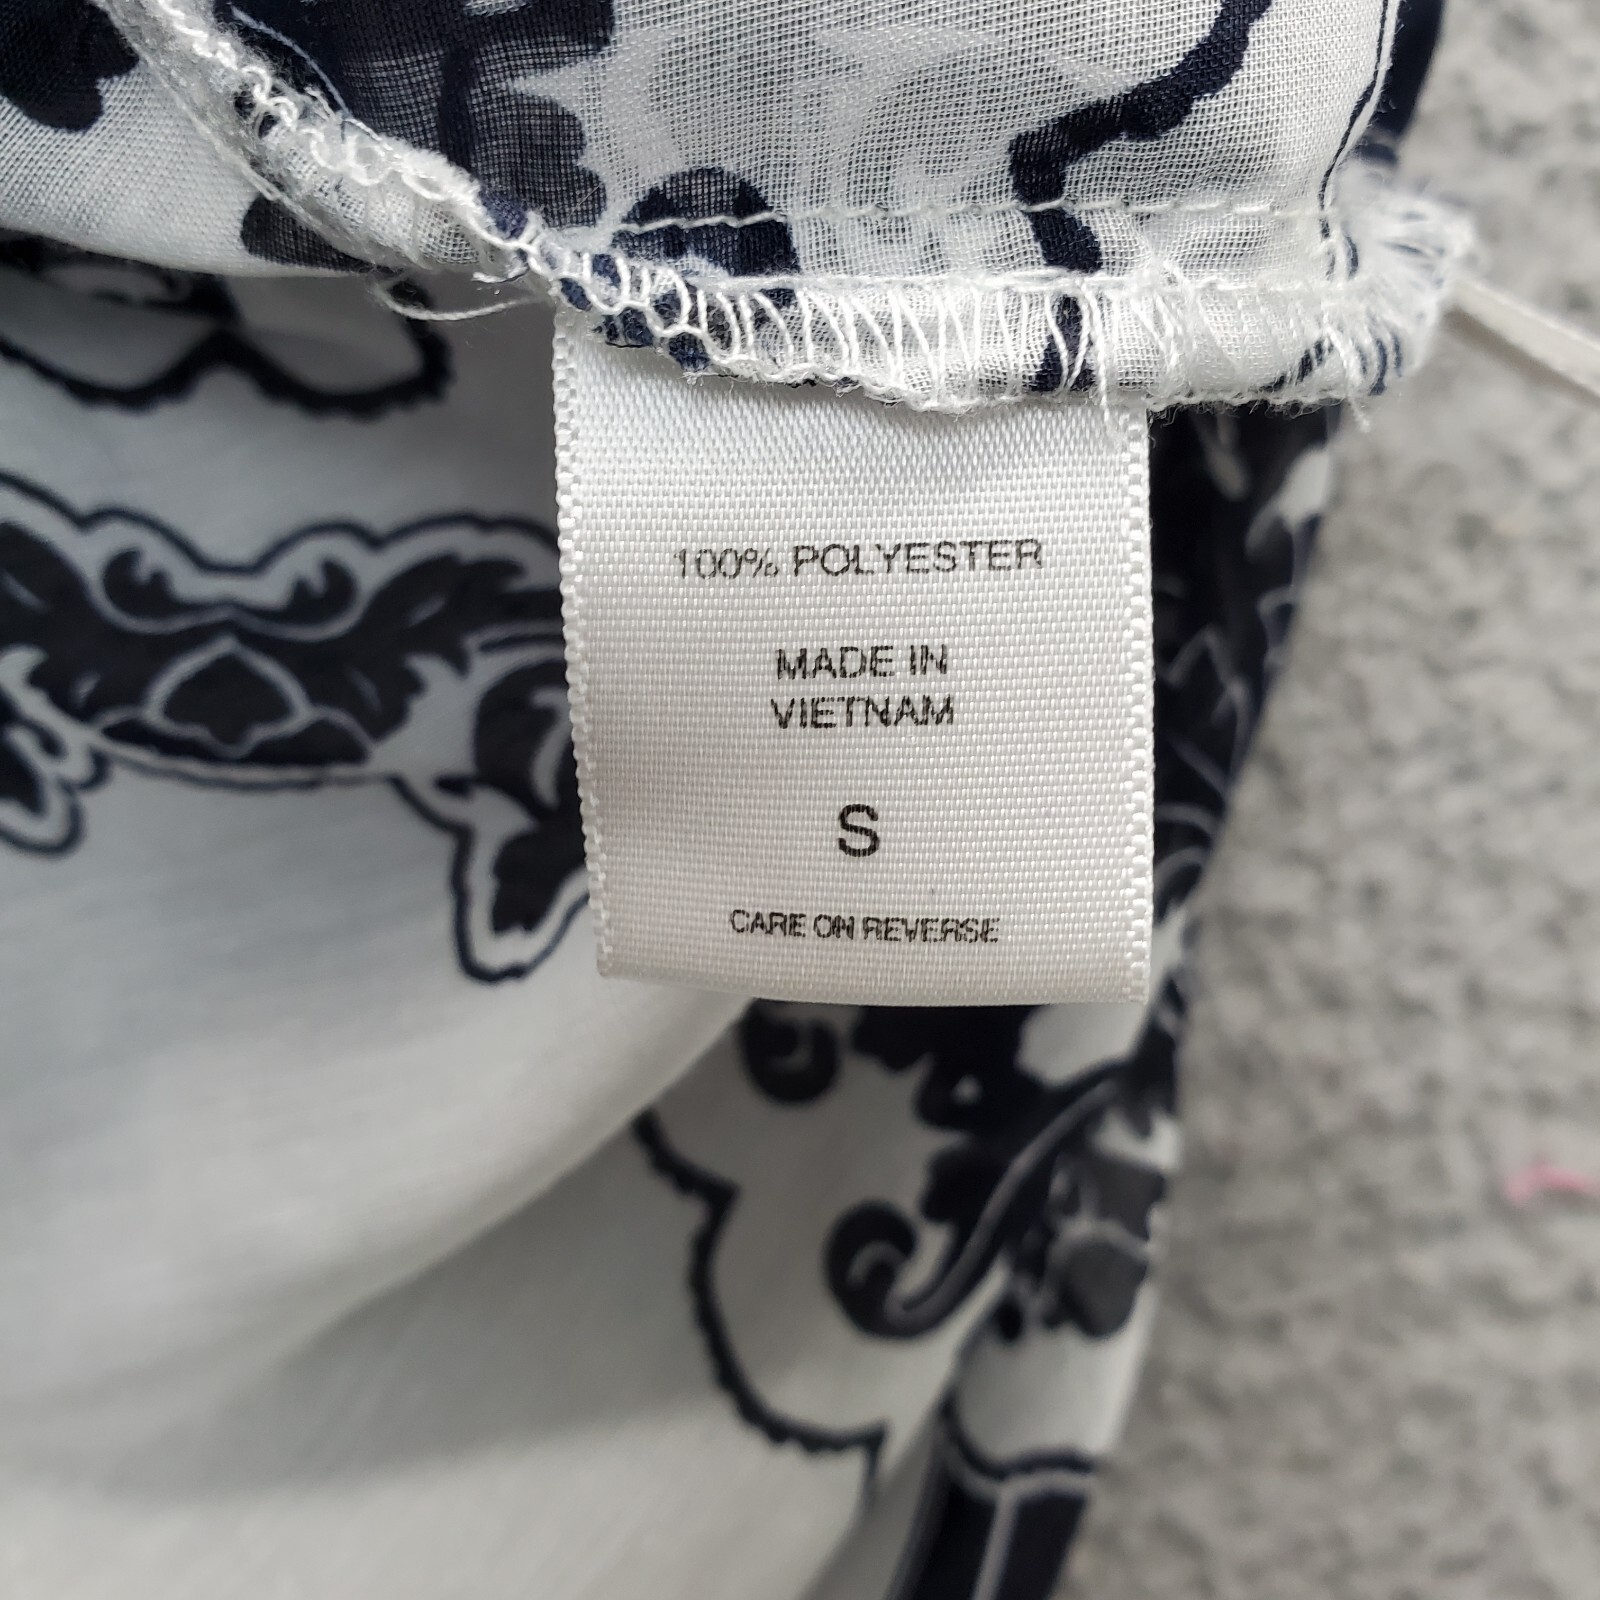 100% POLYESTER
MADE IN
VIETNAM
S
CARE ON REVERSE